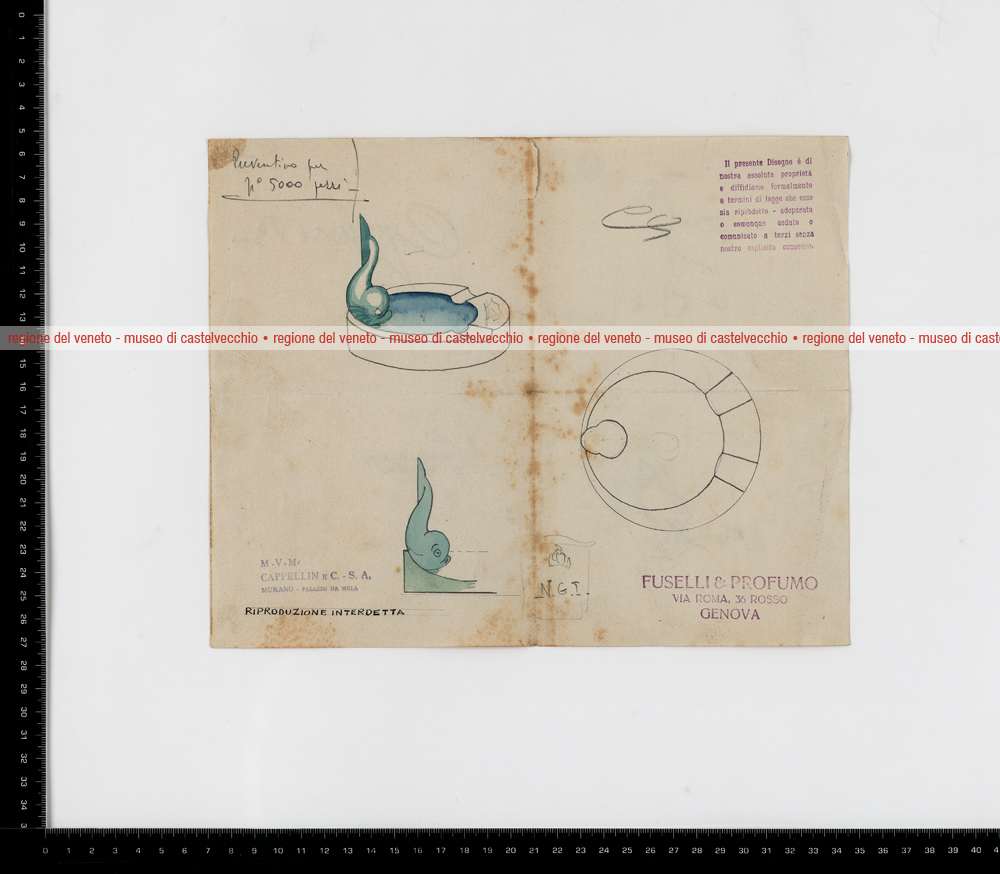 Preventivo per
N° 5000 pezzi
Il presente Disegno è di
nostra assoluta proprietà
e diffidiamo formalmente
a termini di legge che esso
sia riprodotto - adoperato
o comunque ceduto o
comunicato a terzi senza
nostro esplicito consenso.
regione del veneto - museo di castelvecchio • regione del veneto - museo di castelvecchio • regione del veneto - museo di castelvecchio • regione del veneto - museo di caste
M.V.M.
CAPPELLIN & C. - S. A.
MURANO - PALAZZO DA MULA
RIPRODUZIONE INTERDETTA
N.G.I.
FUSELLI & PROFUMO
VIA ROMA, 36 ROSSO
GENOVA
0 1 2 3 4 5 6 7 8 9 10 11 12 13 14 15 16 17 18 19 20 21 22 23 24 25 26 27 28 29 30 31 32 33 34 3
0 1 2 3 4 5 6 7 8 9 10 11 12 13 14 15 16 17 18 19 20 21 22 23 24 25 26 27 28 29 30 31 32 33 34 35 36 37 38 39 40 4